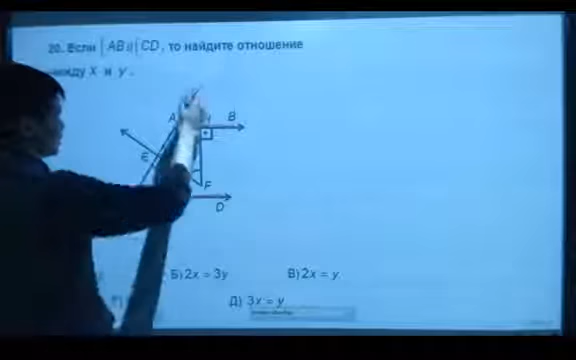 20. Если [AB || [CD, то найдите отношение
между x и y.
A B
E
F
D
Б) 2x = 3y В) 2x = y
Г)
Д) 3x = y